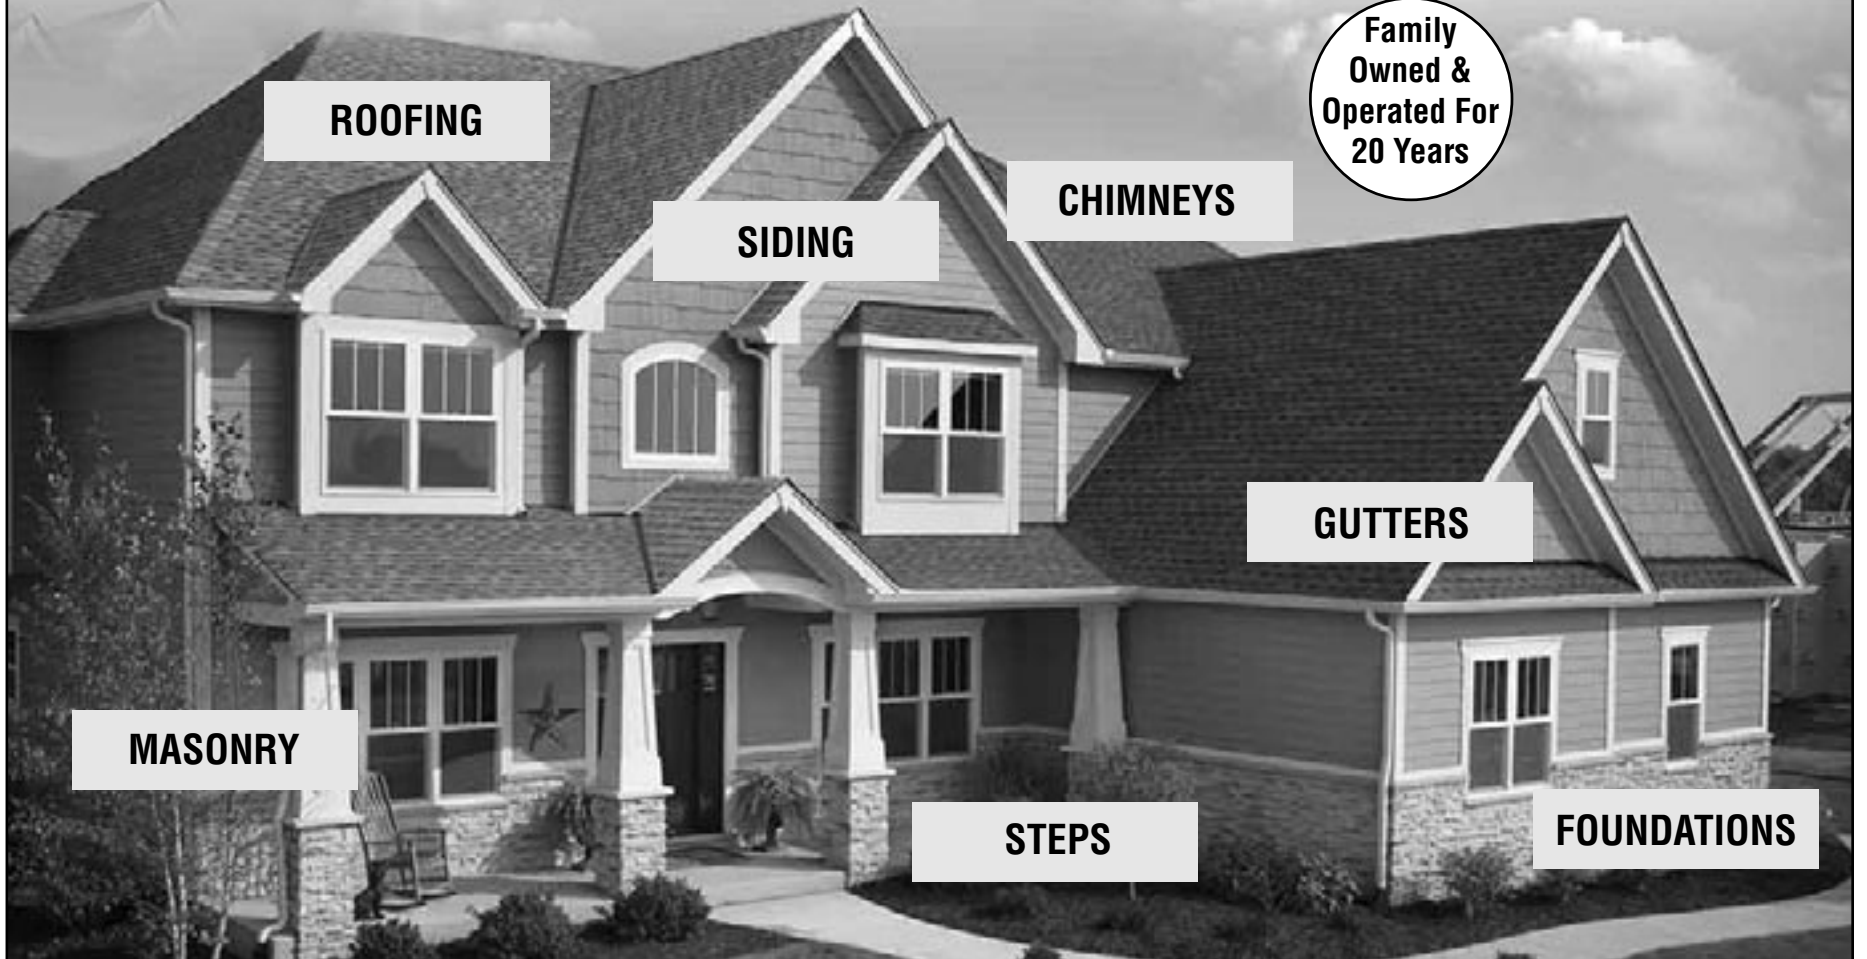 Family
Owned &
Operated For
20 Years
ROOFING
CHIMNEYS
SIDING
GUTTERS
MASONRY
STEPS
FOUNDATIONS